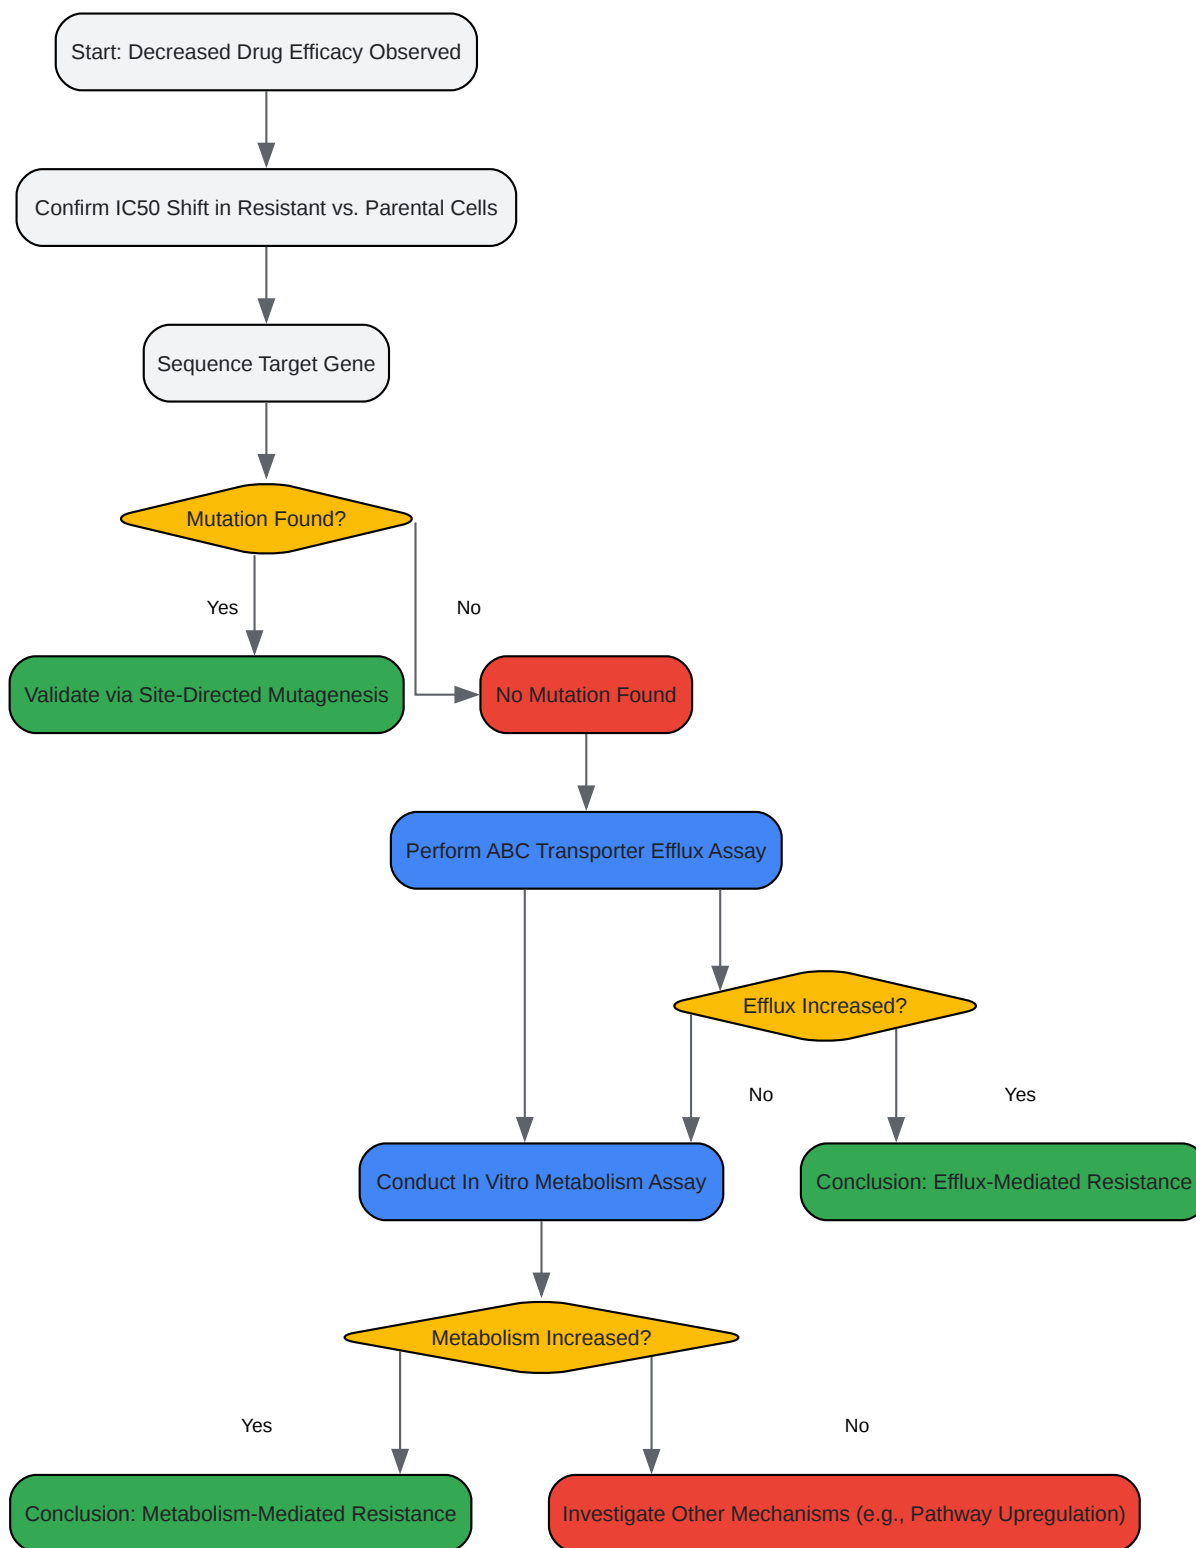 Start: Decreased Drug Efficacy Observed
Confirm IC50 Shift in Resistant vs. Parental Cells
Sequence Target Gene
Mutation Found?
Yes
No
Validate via Site-Directed Mutagenesis
No Mutation Found
Perform ABC Transporter Efflux Assay
Efflux Increased?
No
Yes
Conduct In Vitro Metabolism Assay
Conclusion: Efflux-Mediated Resistance
Metabolism Increased?
Yes
No
Conclusion: Metabolism-Mediated Resistance
Investigate Other Mechanisms (e.g., Pathway Upregulation)